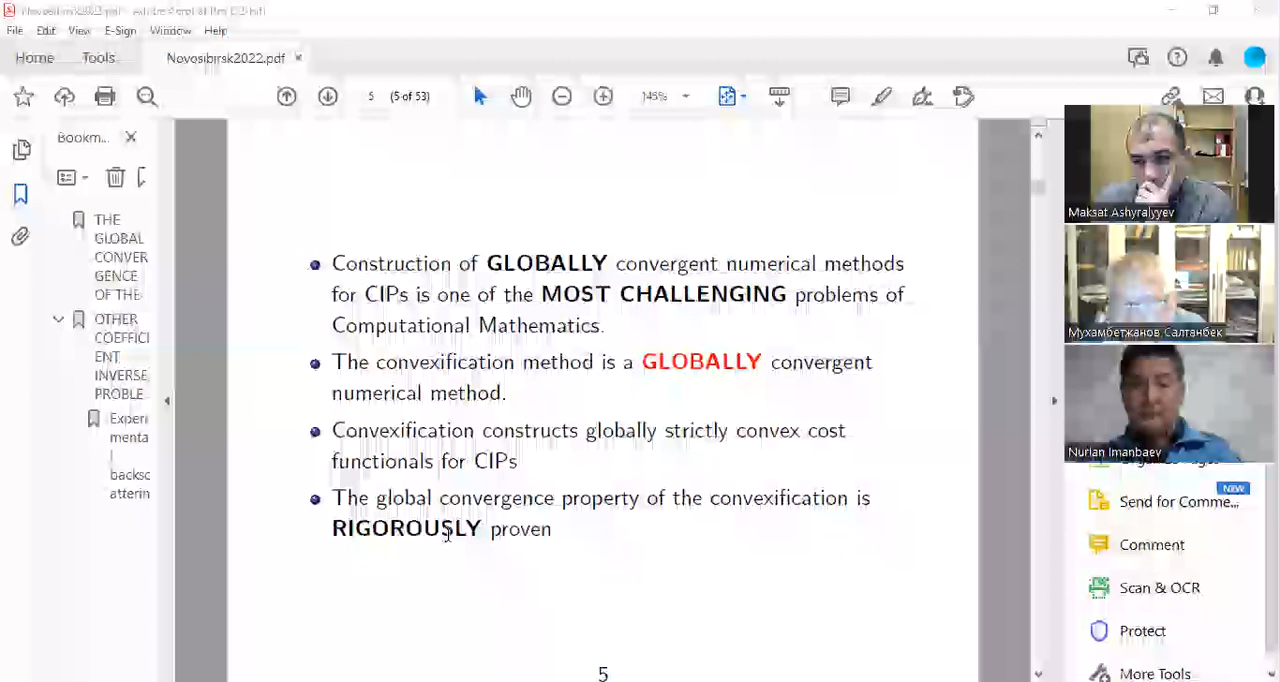 Novosibirsk2022.pdf
File Edit View E-Sign Window Help
Home Tools Novosibirsk2022.pdf ×
5 (5 of 53) 145%
Bookm...
THE
GLOBAL
CONVER
GENCE
OF THE
OTHER
COEFFICI
ENT
INVERSE
PROBLE
Experi
menta
l
backsc
atterin
Construction of GLOBALLY convergent numerical methods
for CIPs is one of the MOST CHALLENGING problems of
Computational Mathematics.
The convexification method is a GLOBALLY convergent
numerical method.
Convexification constructs globally strictly convex cost
functionals for CIPs
The global convergence property of the convexification is
RIGOROUSLY proven
5
Maksat Ashyralyyev
Мухамбетжанов Салтанбек
Nurlan Imanbaev
NEW
Send for Comme...
Comment
Scan & OCR
Protect
More Tools